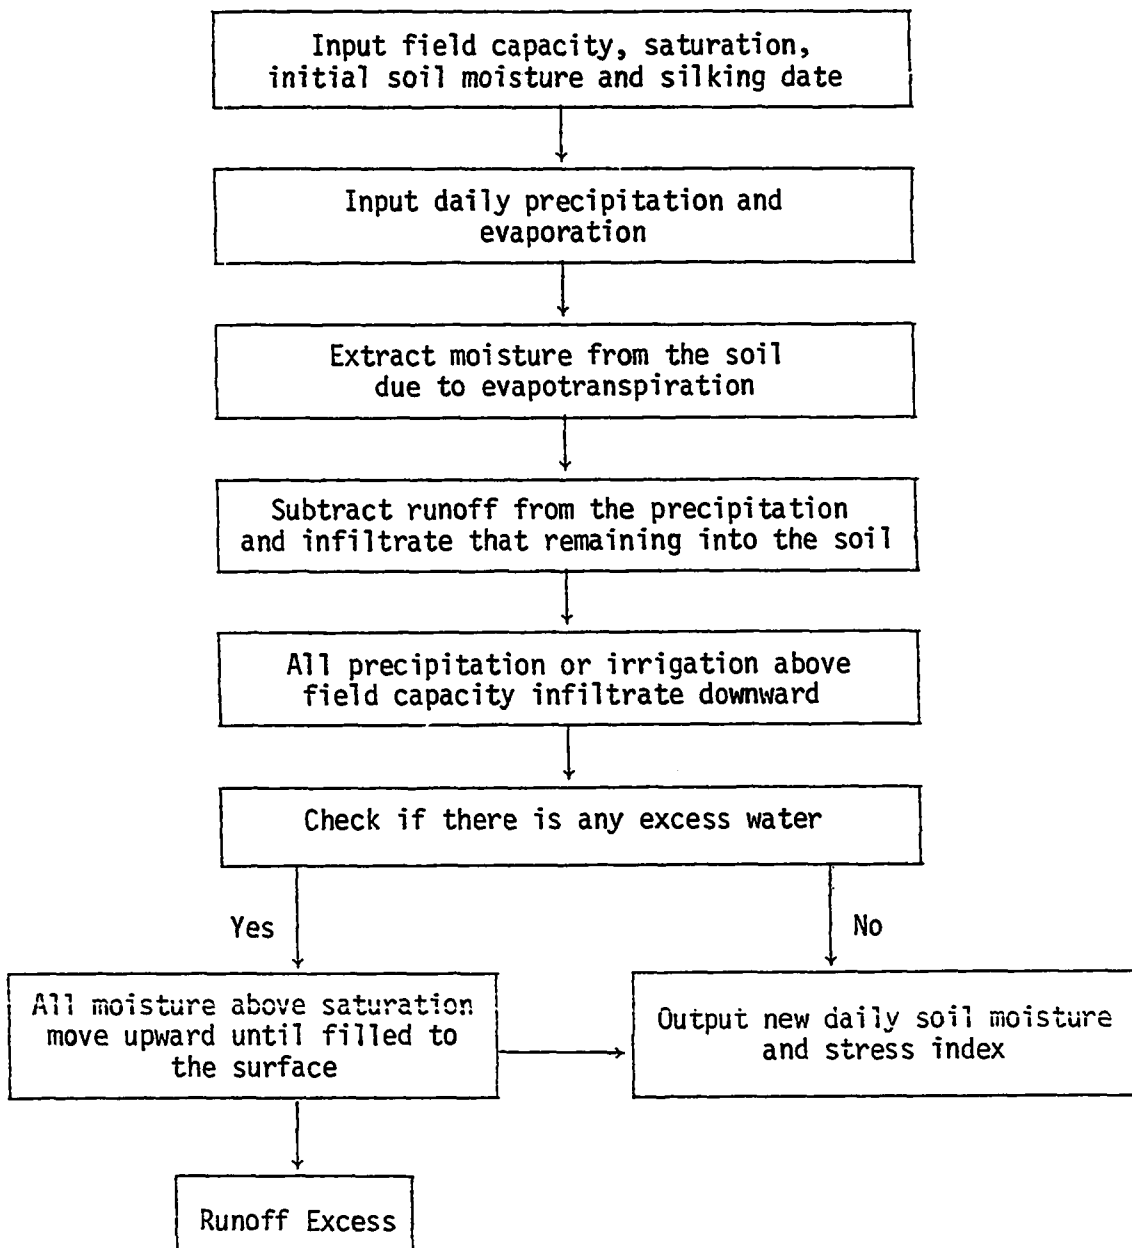 Input field capacity, saturation,
initial soil moisture and silking date
Input daily precipitation and
evaporation
Extract moisture from the soil
due to evapotranspiration
Subtract runoff from the precipitation
and infiltrate that remaining into the soil
All precipitation or irrigation above
field capacity infiltrate downward
Check if there is any excess water
Yes
No
All moisture above saturation
move upward until filled to
the surface
Output new daily soil moisture
and stress index
Runoff Excess